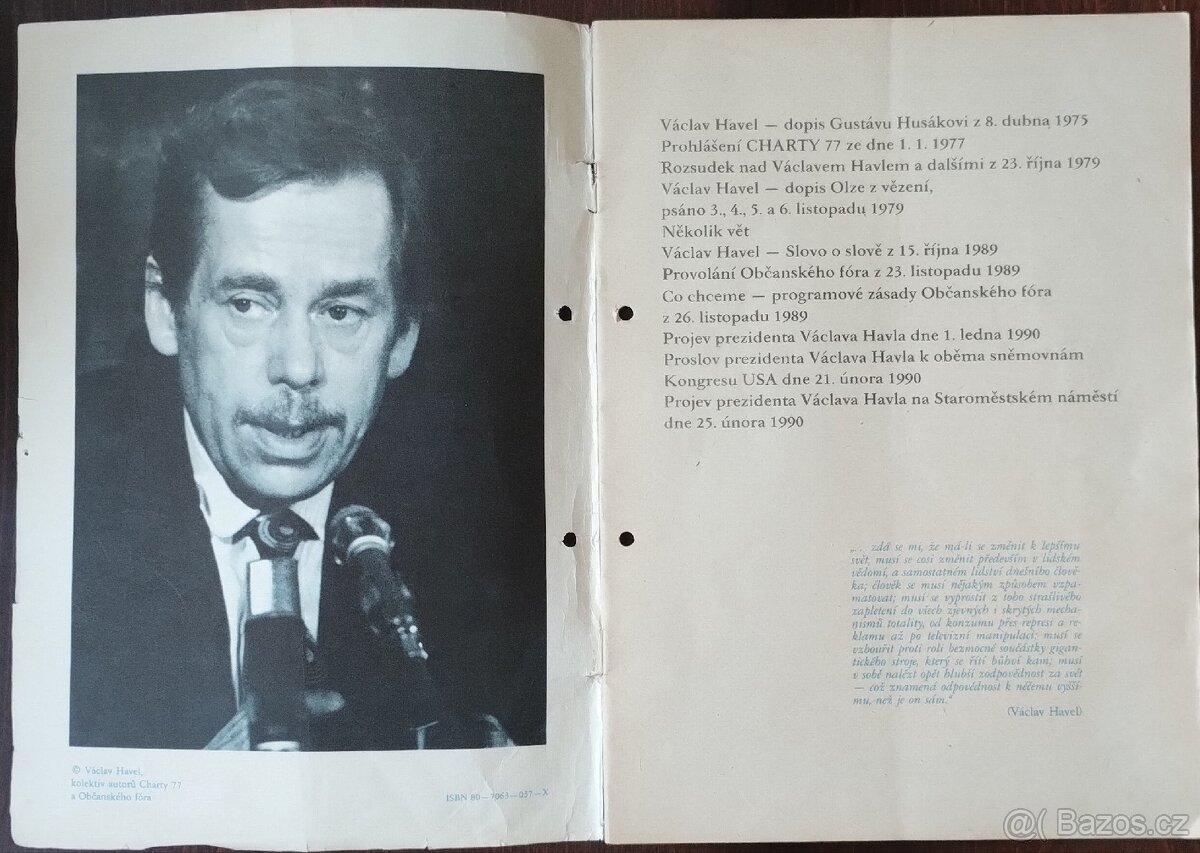 © Václav Havel,
kolektiv autorů Charty 77
a Občanského fóra
ISBN 80—7063—037—X
Václav Havel — dopis Gustávu Husákovi z 8. dubna 1975
Prohlášení CHARTY 77 ze dne 1. 1. 1977
Rozsudek nad Václavem Havlem a dalšími z 23. října 1979
Václav Havel — dopis Olze z vězení,
psáno 3., 4., 5. a 6. listopadu 1979
Několik vět
Václav Havel — Slovo o slově z 15. října 1989
Provolání Občanského fóra z 23. listopadu 1989
Co chceme — programové zásady Občanského fóra
z 26. listopadu 1989
Projev prezidenta Václava Havla dne 1. ledna 1990
Proslov prezidenta Václava Havla k oběma sněmovnám
Kongresu USA dne 21. února 1990
Projev prezidenta Václava Havla na Staroměstském náměstí
dne 25. února 1990
„... zdá se mi, že má-li se změnit k lepšímu
svět, musí se cosi změnit především v lidském
vědomí, a samostatném lidství dnešního člově-
ka; člověk se musí nějakým způsobem vzpa-
matovat; musí se vyprostit z toho strašlivého
zapletení do všech zjevných i skrytých mecha-
nismů totality, od konzumu přes represi a re-
klamu až po televizní manipulaci; musí se
vzbouřit proti roli bezmocné součástky gigan-
tického stroje, který se řítí bůhví kam; musí
v sobě nalézt opět hlubší zodpovědnost za svět
— což znamená odpovědnost k něčemu vyšší-
mu, než je on sám."
(Václav Havel)
@( Bazos.cz